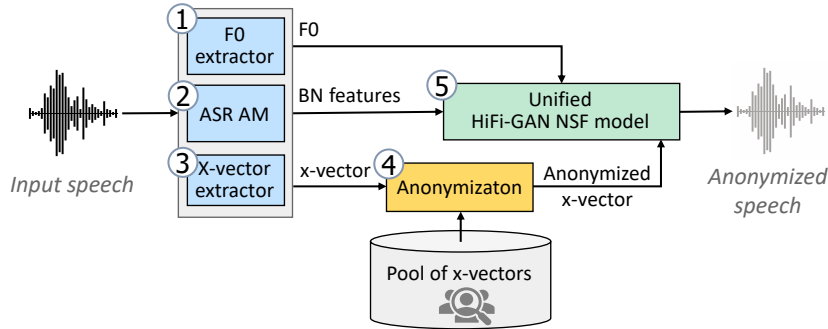 1
F0
extractor
F0
2
ASR AM
BN features
3
X-vector
extractor
x-vector
4
Anonymizaton
Anonymized
x-vector
5
Unified
HiFi-GAN NSF model
Input speech
Anonymized
speech
Pool of x-vectors